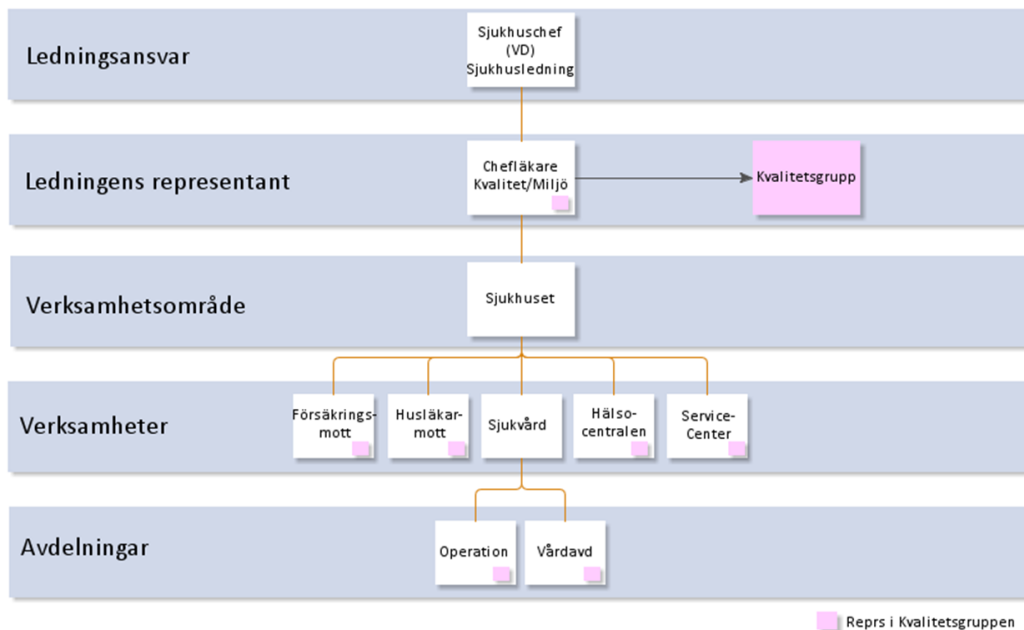 Ledningsansvar
Sjukhuschef
(VD)
Sjukhusledning
Ledningens representant
Chefläkare
Kvalitet/Miljö
Kvalitetsgrupp
Verksamhetsområde
Sjukhuset
Verksamheter
Försäkrings-
mott
Husläkar-
mott
Sjukvård
Hälso-
centralen
Service-
Center
Avdelningar
Operation
Vårdavd
Reprs i Kvalitetsgruppen